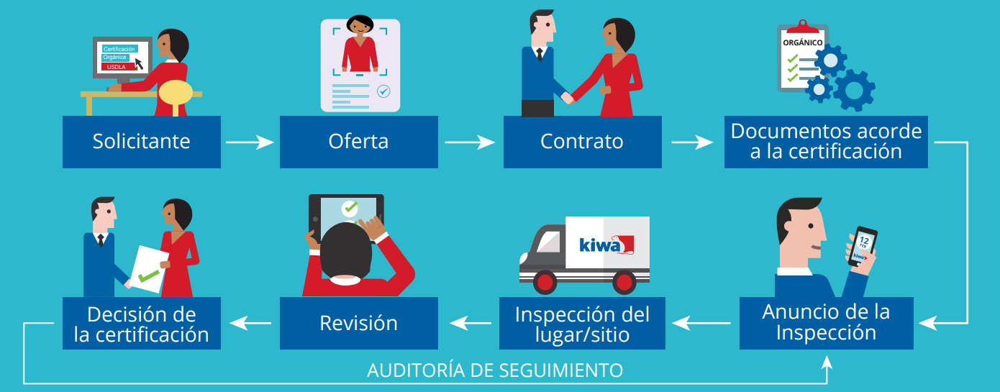 Certificación
Orgánica
USDLA
ORGÁNICO
Solicitante
Oferta
Contrato
Documentos acorde
a la certificación
kiwa
12
FEB
kiwa
Decisión de
la certificación
Revisión
Inspección del
lugar/sitio
Anuncio de la
Inspección
AUDITORÍA DE SEGUIMIENTO